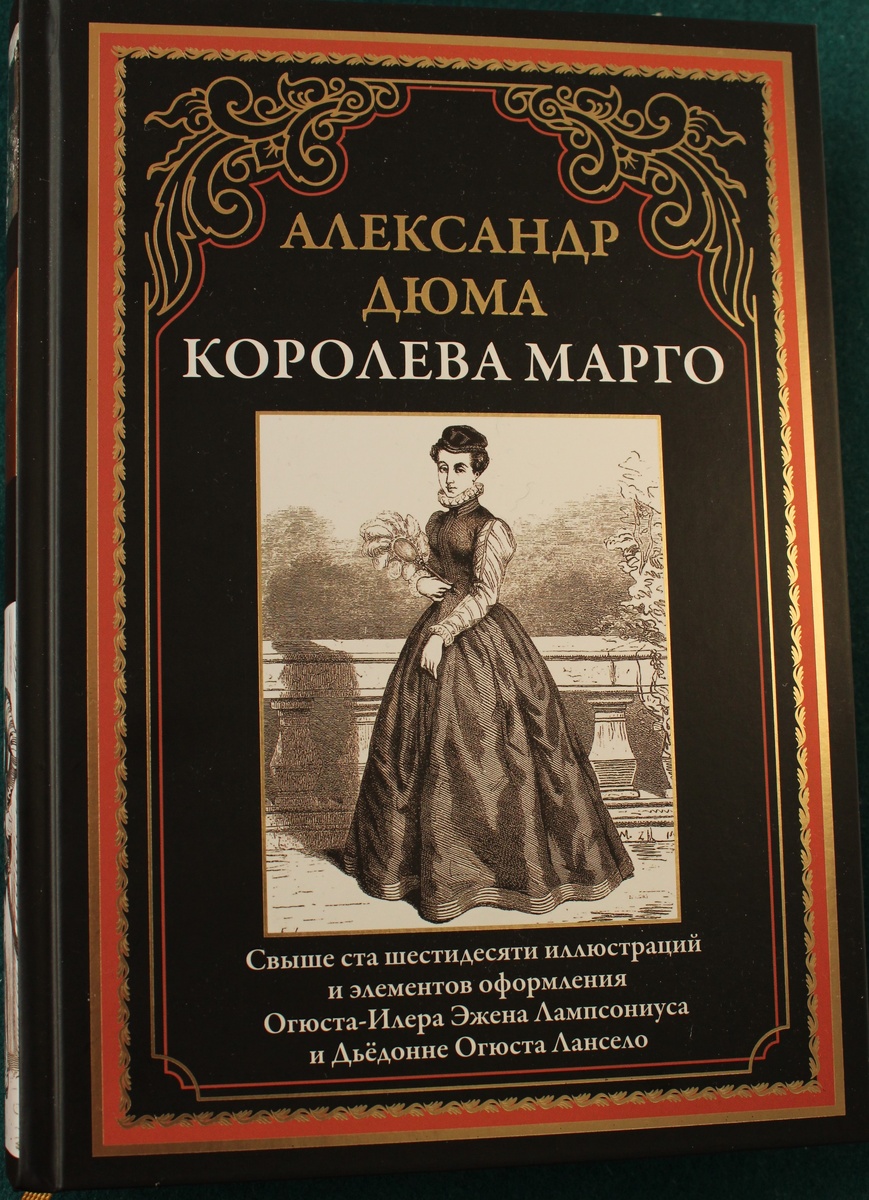 АЛЕКСАНДР
ДЮМА
КОРОЛЕВА МАРГО
Свыше ста шестидесяти иллюстраций
и элементов оформления
Огюста-Илера Эжена Лампсониуса
и Дьёдонне Огюста Лансело